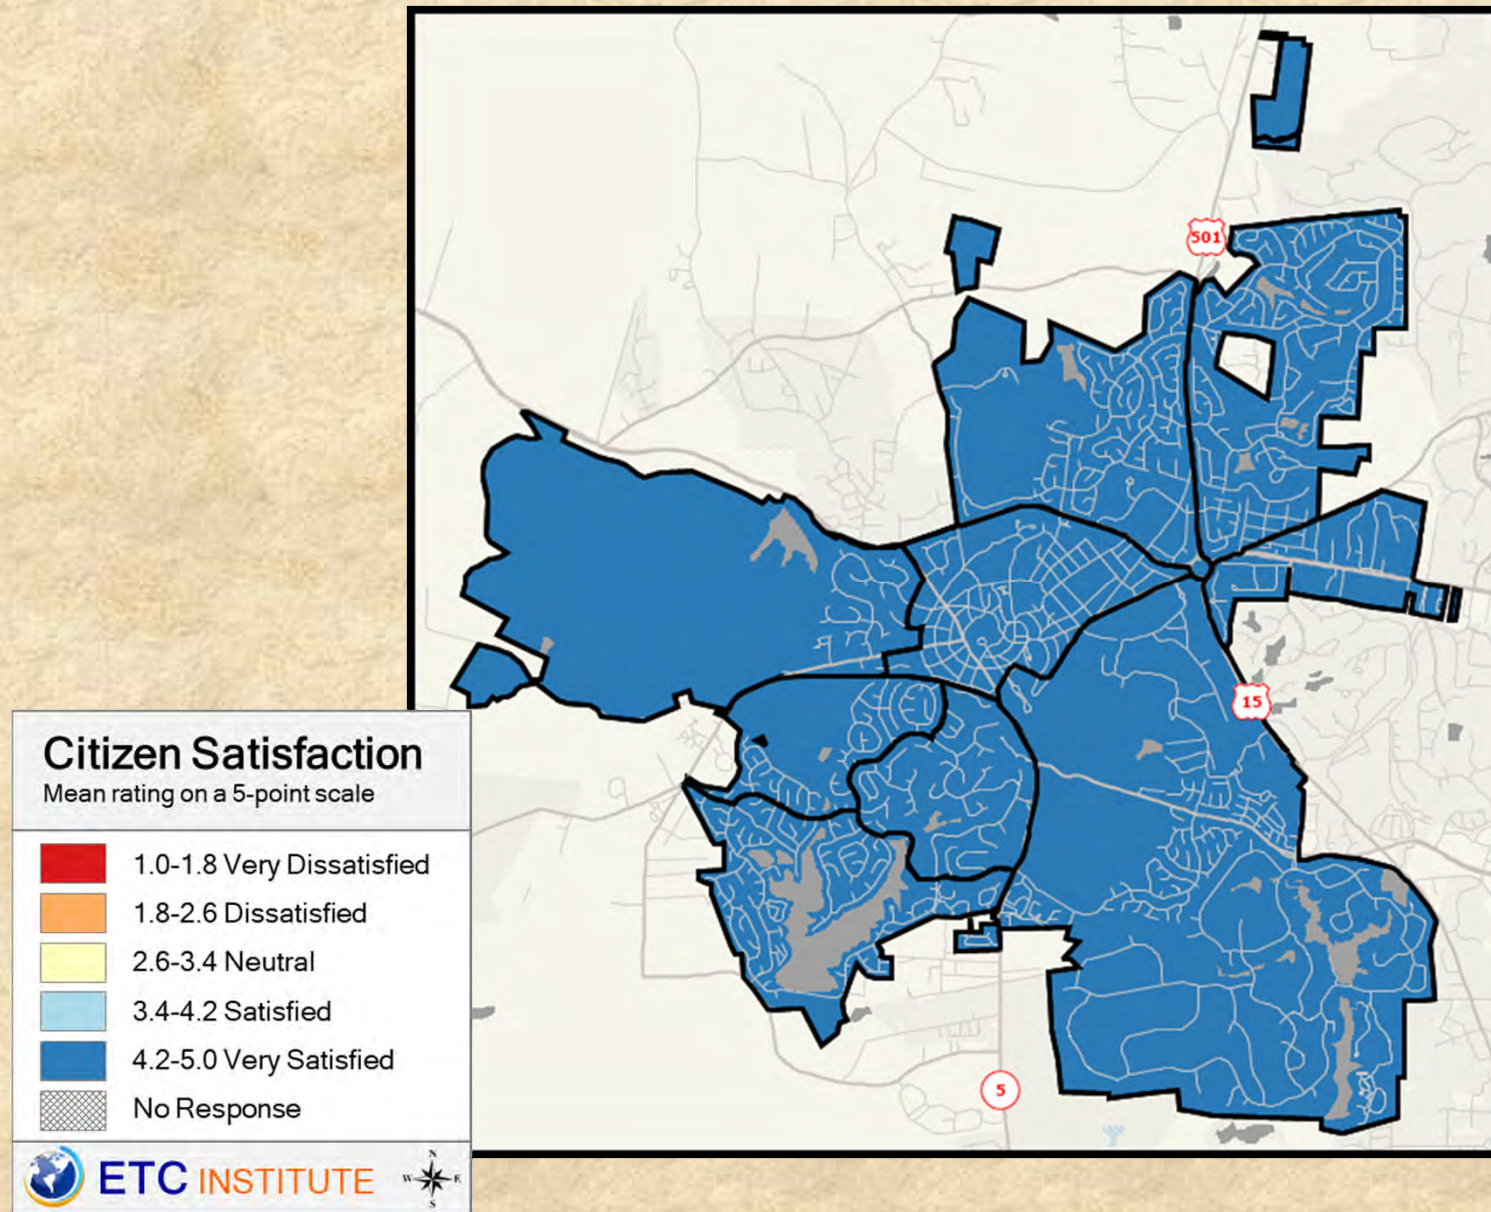 501
15
5
Citizen Satisfaction
Mean rating on a 5-point scale
1.0-1.8 Very Dissatisfied
1.8-2.6 Dissatisfied
2.6-3.4 Neutral
3.4-4.2 Satisfied
4.2-5.0 Very Satisfied
No Response
ETC INSTITUTE
N
W E
S